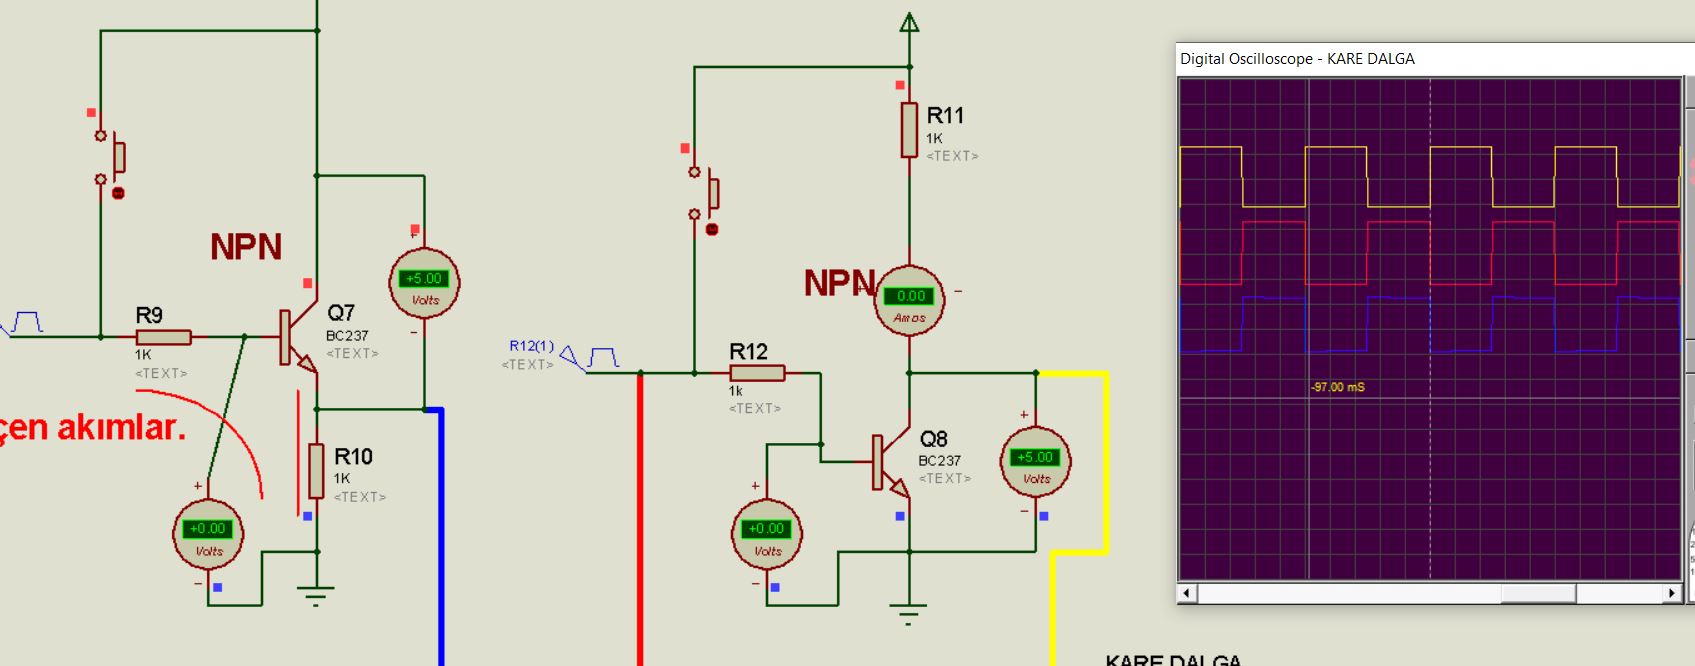 Digital Oscilloscope - KARE DALGA
NPN
R9
1K
<TEXT>
Q7
BC237
<TEXT>
+
+5.00
Volts
−
çen akımlar.
R10
1K
<TEXT>
+
+0.00
Volts
−
R11
1K
<TEXT>
NPN
+
−
0.00
Amps
R12(1)
<TEXT>
R12
1k
<TEXT>
Q8
BC237
<TEXT>
+
+5.00
Volts
−
+
+0.00
Volts
−
-97.00 mS
KARE DALGA